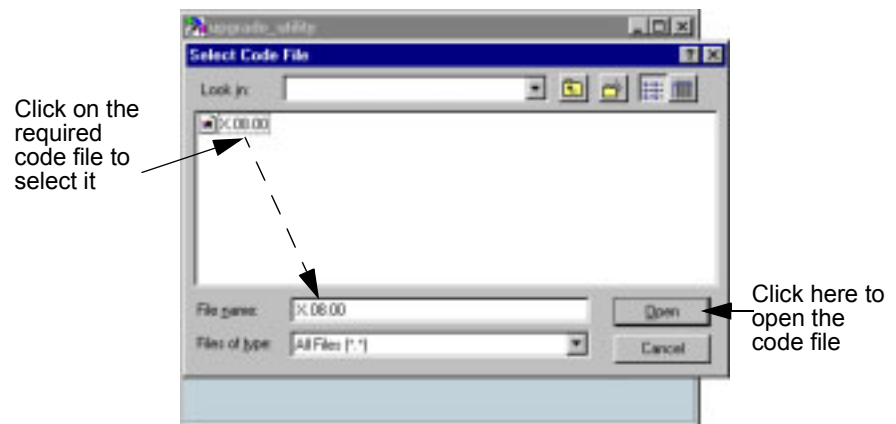 upgrade_utility
Select Code File
Look in:
Click on the
required
code file to
select it
X.08.00
File name:
X.08.00
Open
Click here to
open the
code file
Files of type:
All Files (*.*)
Cancel